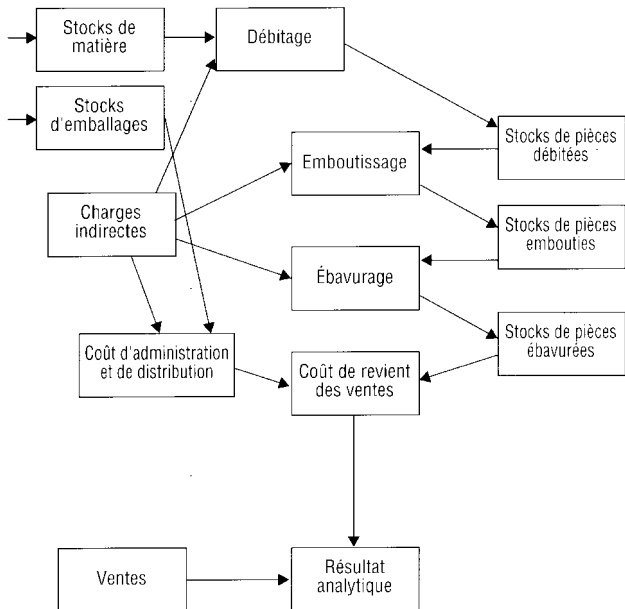 Stocks de
matière
Débitage
Stocks
d'emballages
Stocks de pièces
débitées
Emboutissage
Charges
indirectes
Stocks de pièces
embouties
Ébavurage
Stocks de pièces
ébavurées
Coût d'administration
et de distribution
Coût de revient
des ventes
Ventes
Résultat
analytique